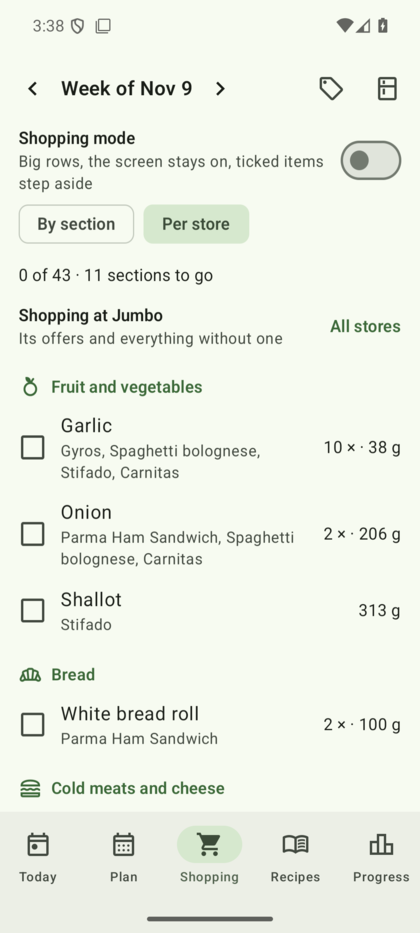 3:38
Week of Nov 9
Shopping mode
Big rows, the screen stays on, ticked items
step aside
By section
Per store
0 of 43 · 11 sections to go
Shopping at Jumbo
Its offers and everything without one
All stores
Fruit and vegetables
Garlic
Gyros, Spaghetti bolognese,
Stifado, Carnitas
10 × · 38 g
Onion
Parma Ham Sandwich, Spaghetti
bolognese, Carnitas
2 × · 206 g
Shallot
Stifado
313 g
Bread
White bread roll
Parma Ham Sandwich
2 × · 100 g
Cold meats and cheese
Today
Plan
Shopping
Recipes
Progress